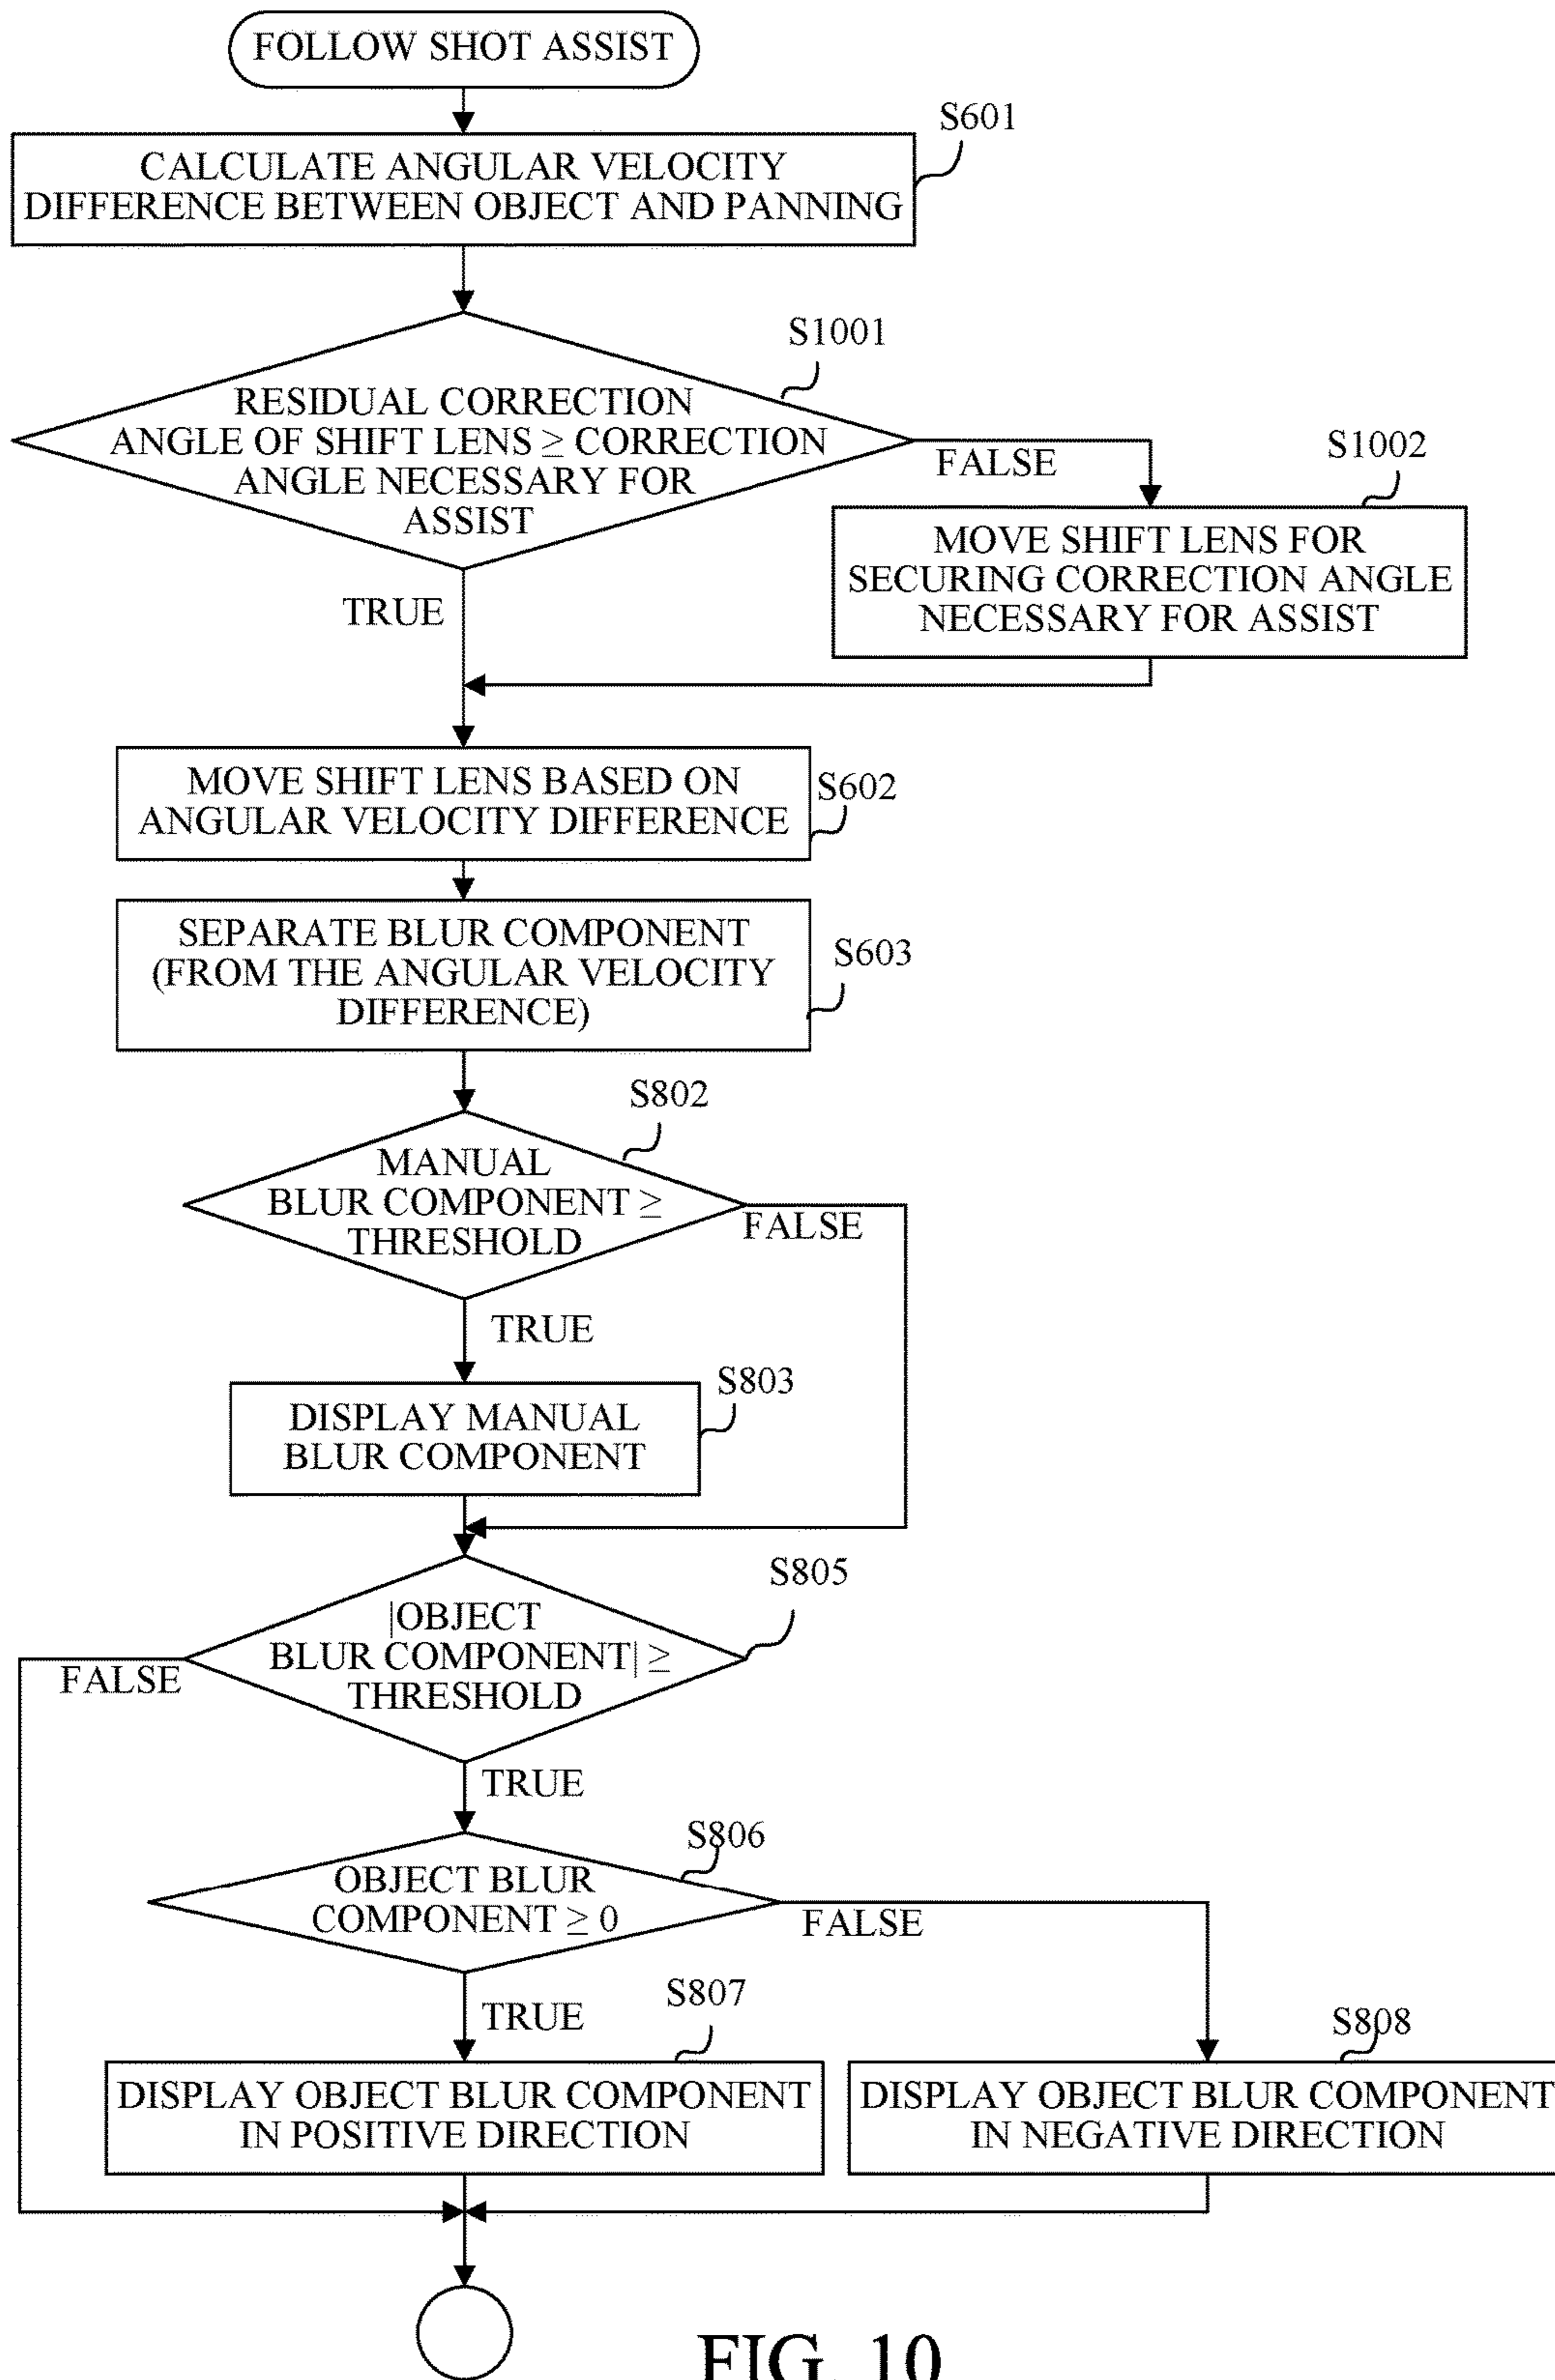 FOLLOW SHOT ASSIST
S601
CALCULATE ANGULAR VELOCITY
DIFFERENCE BETWEEN OBJECT AND PANNING
S1001
RESIDUAL CORRECTION
ANGLE OF SHIFT LENS ≥ CORRECTION
ANGLE NECESSARY FOR
ASSIST
FALSE
TRUE
S1002
MOVE SHIFT LENS FOR
SECURING CORRECTION ANGLE
NECESSARY FOR ASSIST
MOVE SHIFT LENS BASED ON
ANGULAR VELOCITY DIFFERENCE
S602
SEPARATE BLUR COMPONENT
(FROM THE ANGULAR VELOCITY
DIFFERENCE)
S603
S802
MANUAL
BLUR COMPONENT ≥
THRESHOLD
FALSE
TRUE
S803
DISPLAY MANUAL
BLUR COMPONENT
S805
|OBJECT
BLUR COMPONENT| ≥
THRESHOLD
FALSE
TRUE
S806
OBJECT BLUR
COMPONENT ≥ 0
FALSE
TRUE
S807
DISPLAY OBJECT BLUR COMPONENT
IN POSITIVE DIRECTION
S808
DISPLAY OBJECT BLUR COMPONENT
IN NEGATIVE DIRECTION
FIG. 10